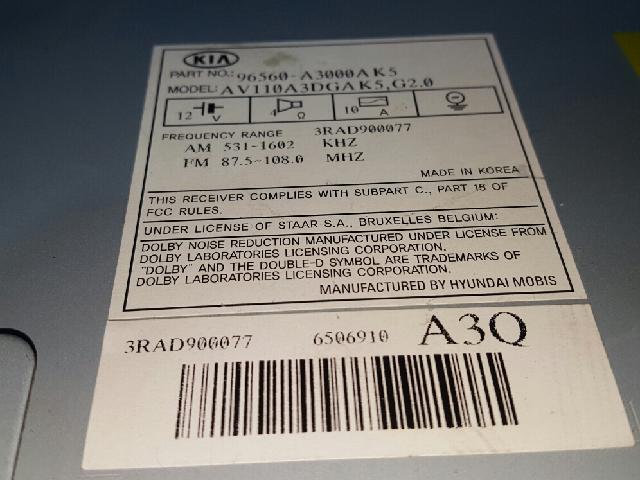 KIA
PART NO.: 96560-A3000AK5
MODEL: AV110A3DGAK5,G2.0
12 V 4 Ω 10 A
FREQUENCY RANGE 3RAD900077
AM 531-1602 KHZ
FM 87.5~108.0 MHZ
MADE IN KOREA
THIS RECEIVER COMPLIES WITH SUBPART C., PART 15 OF
FCC RULES.
UNDER LICENSE OF STAAR S.A., BRUXELLES BELGIUM:
DOLBY NOISE REDUCTION MANUFACTURED UNDER LICENSE FROM
DOLBY LABORATORIES LICENSING CORPORATION.
"DOLBY" AND THE DOUBLE-D SYMBOL ARE TRADEMARKS OF
DOLBY LABORATORIES LICENSING CORPORATION.
MANUFACTURED BY HYUNDAI MOBIS
3RAD900077 6506910 A3Q